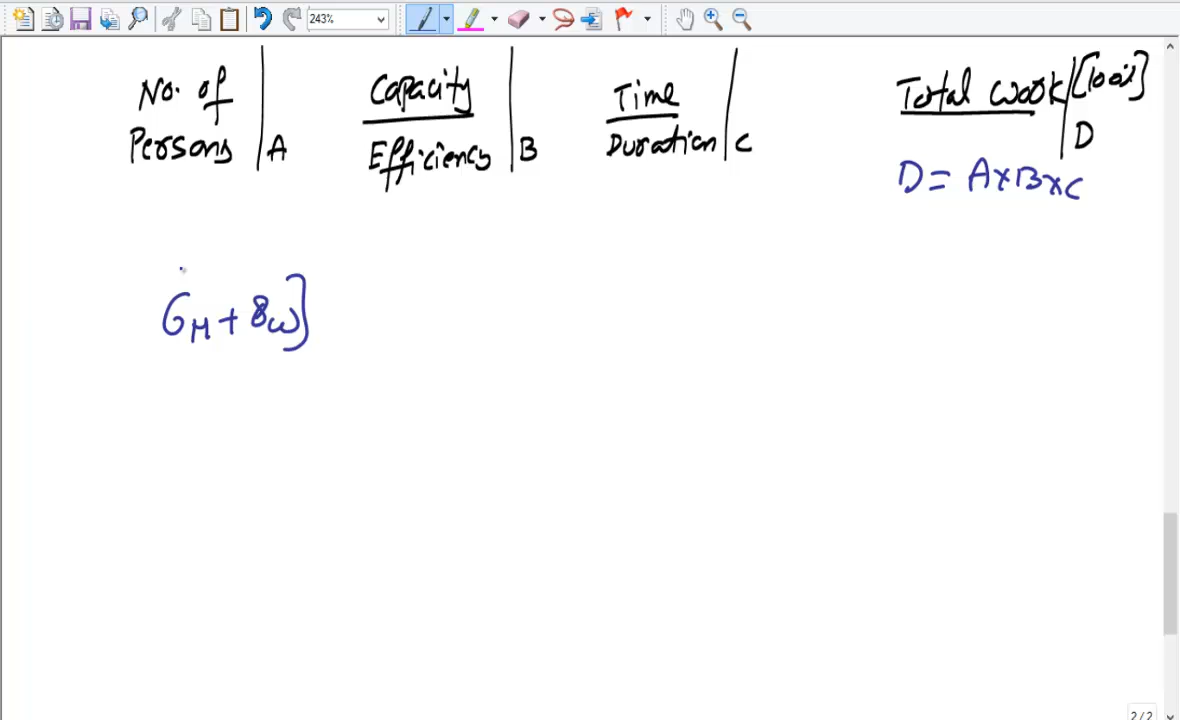 243%
No. of Capacity Time Total work [100%]
Persons A Efficiency B Duration C D
D = A×B×C
6M + 8W]
2/2